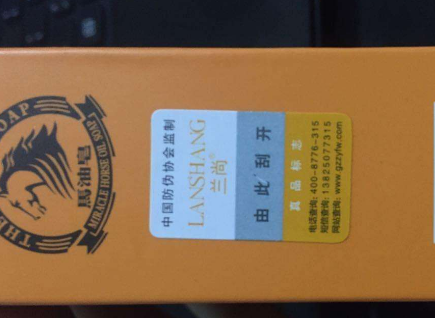 THE
SOAP
馬油皂
MIRACLE HORSE OIL SOAP
中国防伪协会监制
LANSHANG®
兰尚
由此刮开
真品标志
电话查询: 400-8776-315
短信查询: 13825077315
网站查询: www.gzzyfw.com